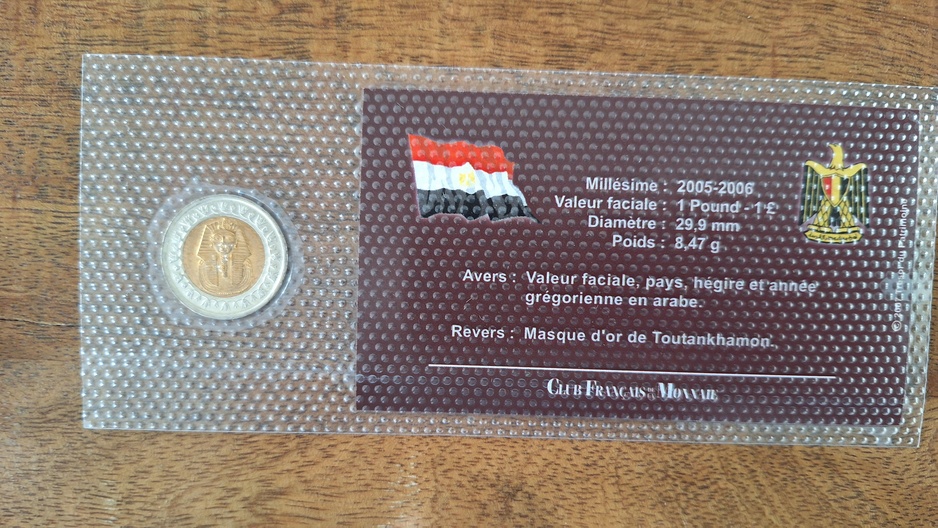 Millésime : 2005-2006
Valeur faciale : 1 Pound - 1 £
Diamètre : 29,9 mm
Poids : 8,47 g
Avers : Valeur faciale, pays, hégire et année
grégorienne en arabe.
Revers : Masque d'or de Toutankhamon.
CLUB FRANÇAIS DE LA MONNAIE